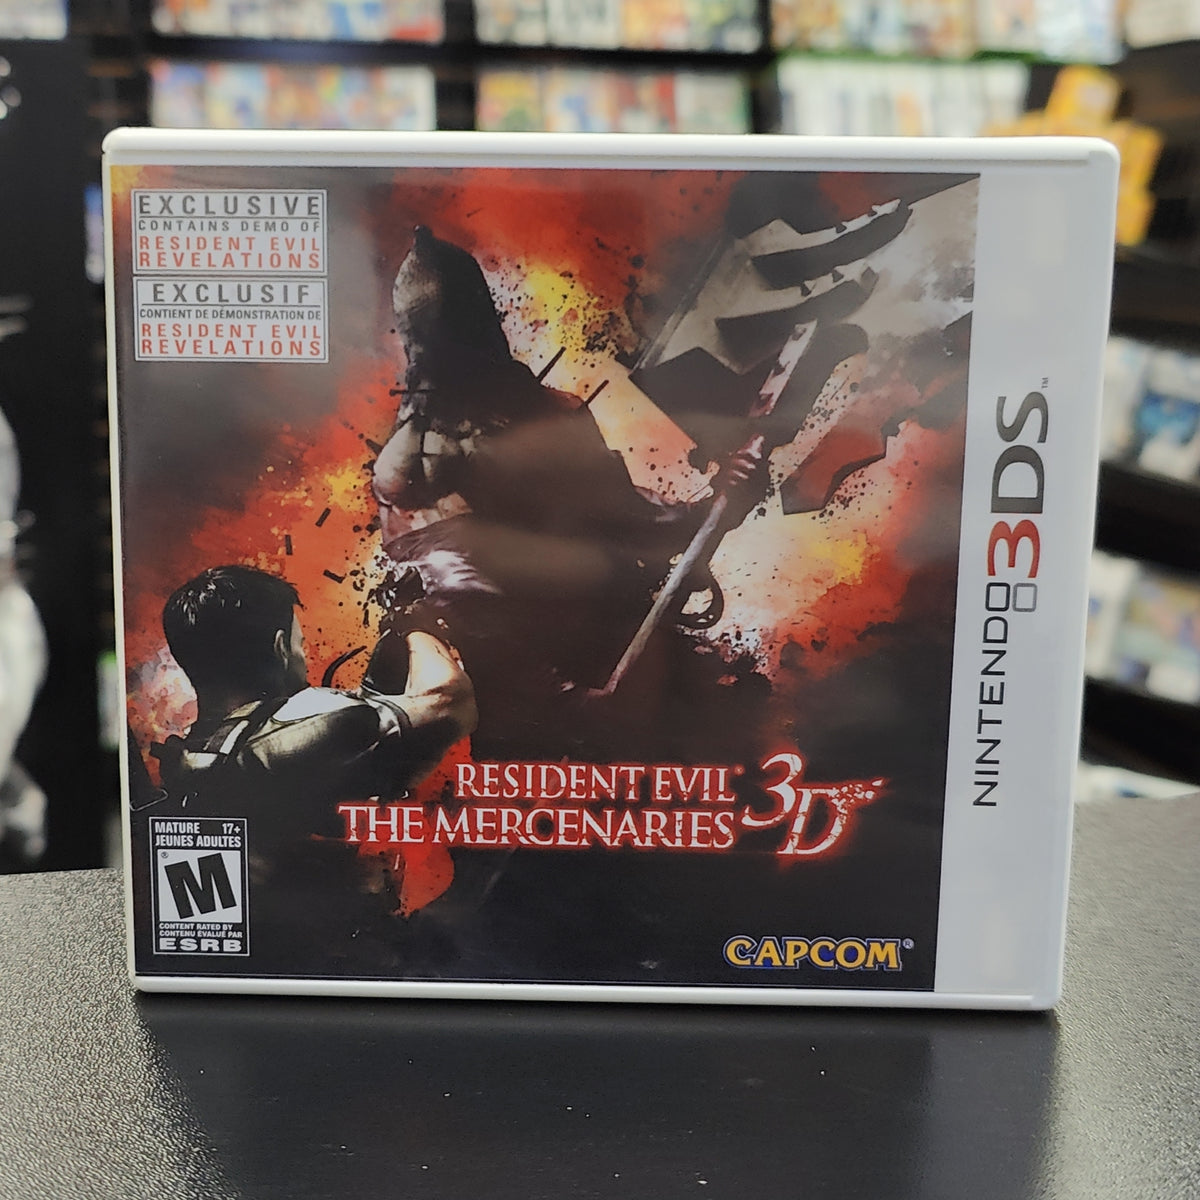 EXCLUSIVE
CONTAINS DEMO OF
RESIDENT EVIL
REVELATIONS
EXCLUSIF
CONTIENT DE DÉMONSTRATION DE
RESIDENT EVIL
REVELATIONS
NINTENDO 3DS™
RESIDENT EVIL®
THE MERCENARIES 3D
MATURE 17+
JEUNES ADULTES
®
M
CONTENT RATED BY
CONTENU ÉVALUÉ PAR
ESRB
CAPCOM®